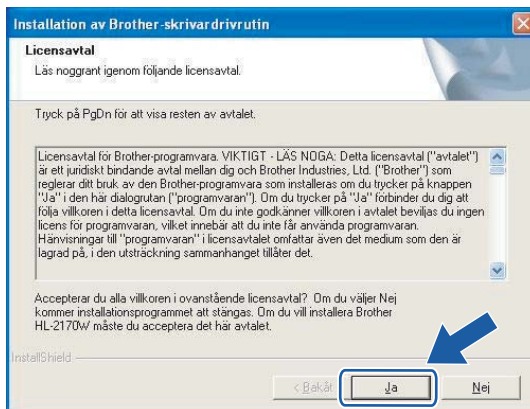 Installation av Brother-skrivardrivrutin
Licensavtal
Läs noggrant igenom följande licensavtal.
Tryck på PgDn för att visa resten av avtalet.
Licensavtal för Brother-programvara. VIKTIGT - LÄS NOGA: Detta licensavtal ("avtalet")
är ett juridiskt bindande avtal mellan dig och Brother Industries, Ltd. ("Brother") som
reglerar ditt bruk av den Brother-programvara som installeras om du trycker på knappen
"Ja" i den här dialogrutan ("programvaran"). Om du trycker på "Ja" förbinder du dig att
följa villkoren i detta licensavtal. Om du inte godkänner villkoren i avtalet beviljas du ingen
licens för programvaran, vilket innebär att du inte får använda programvaran.
Hänvisningar till "programvaran" i licensavtalet omfattar även det medium som den är
lagrad på, i den utsträckning sammanhanget tillåter det.
Accepterar du alla villkoren i ovanstående licensavtal? Om du väljer Nej
kommer installationsprogrammet att stängas. Om du vill installera Brother
HL-2170W måste du acceptera det här avtalet.
InstallShield
< Bakåt
Ja
Nej